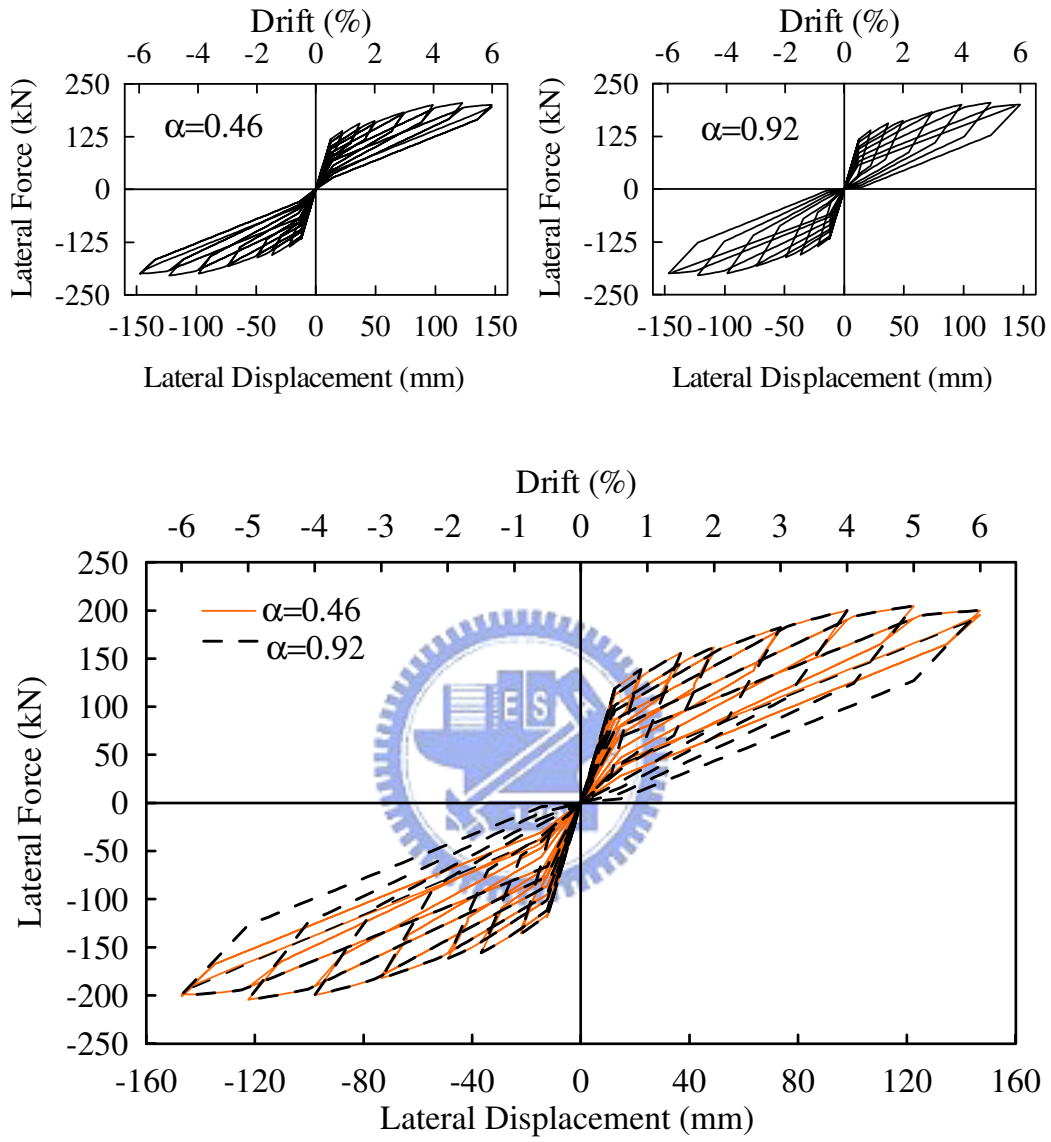 Drift (%)
-6 -4 -2 0 2 4 6
Lateral Force (kN)
250
125
0
-125
-250
α=0.46
-150 -100 -50 0 50 100 150
Lateral Displacement (mm)
Drift (%)
-6 -4 -2 0 2 4 6
Lateral Force (kN)
250
125
0
-125
-250
α=0.92
-150 -100 -50 0 50 100 150
Lateral Displacement (mm)
Drift (%)
-6 -5 -4 -3 -2 -1 0 1 2 3 4 5 6
Lateral Force (kN)
250
200
150
100
50
0
-50
-100
-150
-200
-250
α=0.46
α=0.92
E S
-160 -120 -80 -40 0 40 80 120 160
Lateral Displacement (mm)